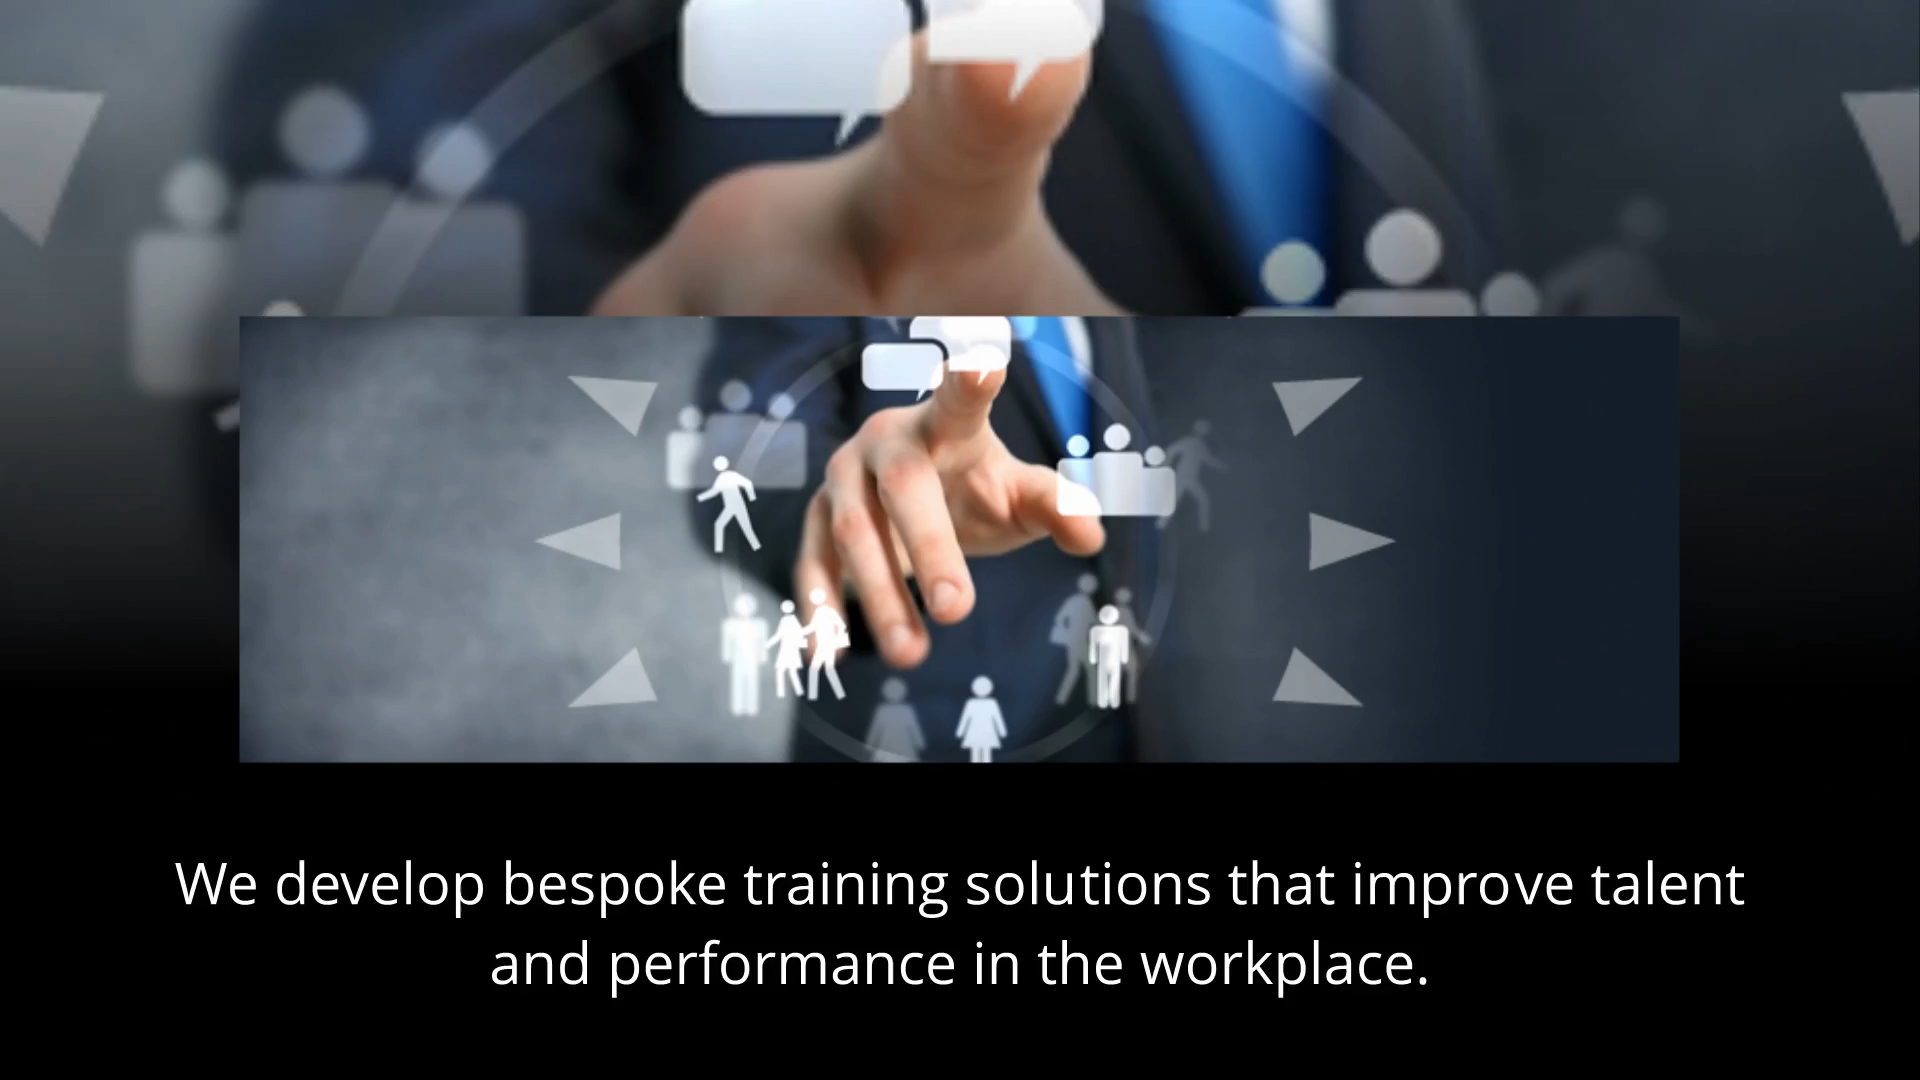 We develop bespoke training solutions that improve talent
and performance in the workplace.